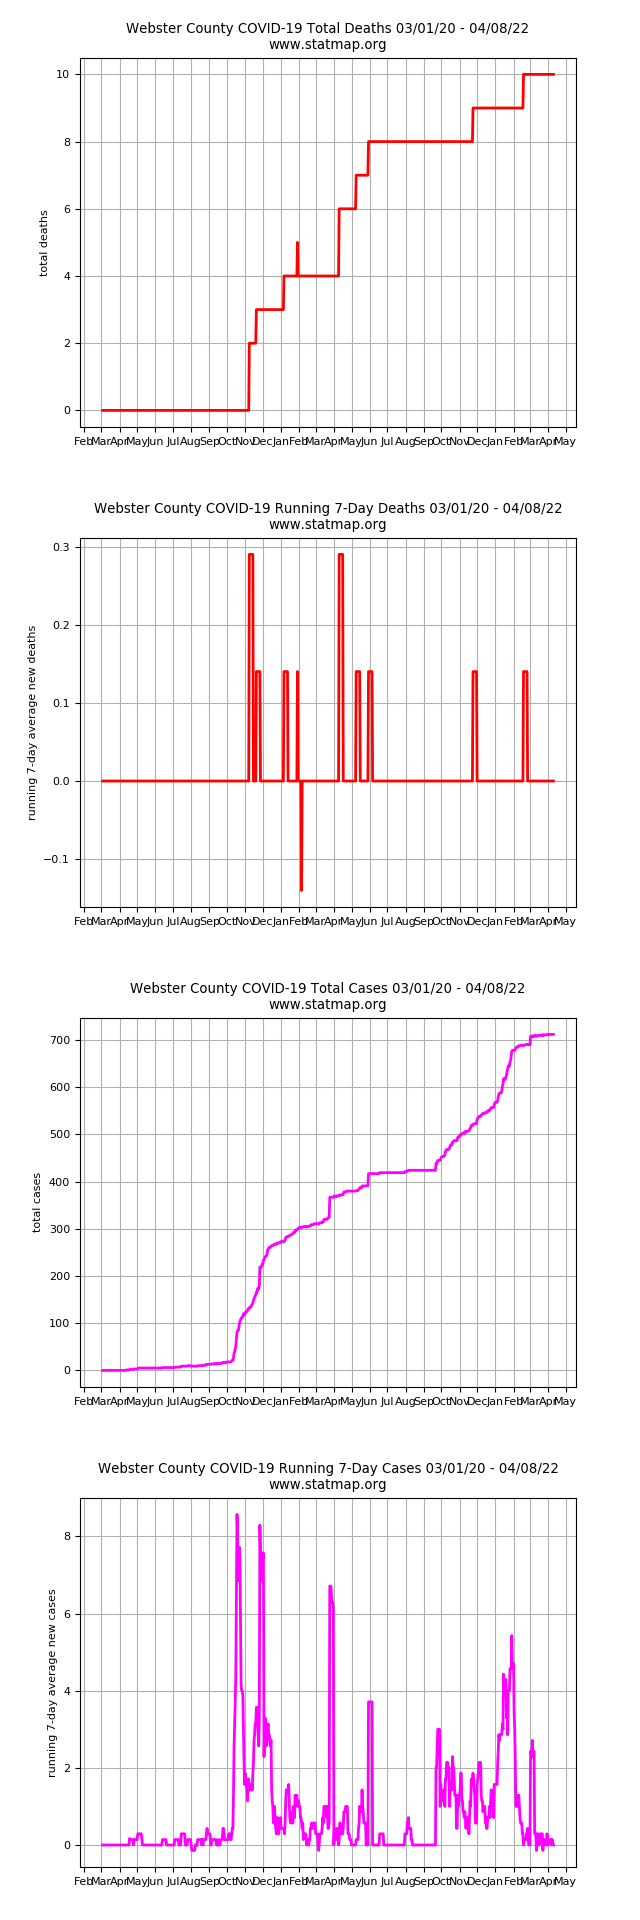 Webster County COVID-19 Total Deaths 03/01/20 - 04/08/22
www.statmap.org
10
8
6
4
2
0
total deaths
Feb Mar Apr May Jun Jul Aug Sep Oct Nov Dec Jan Feb Mar Apr May Jun Jul Aug Sep Oct Nov Dec Jan Feb Mar Apr May
Webster County COVID-19 Running 7-Day Deaths 03/01/20 - 04/08/22
www.statmap.org
0.3
0.2
0.1
0.0
−0.1
running 7-day average new deaths
Feb Mar Apr May Jun Jul Aug Sep Oct Nov Dec Jan Feb Mar Apr May Jun Jul Aug Sep Oct Nov Dec Jan Feb Mar Apr May
Webster County COVID-19 Total Cases 03/01/20 - 04/08/22
www.statmap.org
700
600
500
400
300
200
100
0
total cases
Feb Mar Apr May Jun Jul Aug Sep Oct Nov Dec Jan Feb Mar Apr May Jun Jul Aug Sep Oct Nov Dec Jan Feb Mar Apr May
Webster County COVID-19 Running 7-Day Cases 03/01/20 - 04/08/22
www.statmap.org
8
6
4
2
0
running 7-day average new cases
Feb Mar Apr May Jun Jul Aug Sep Oct Nov Dec Jan Feb Mar Apr May Jun Jul Aug Sep Oct Nov Dec Jan Feb Mar Apr May